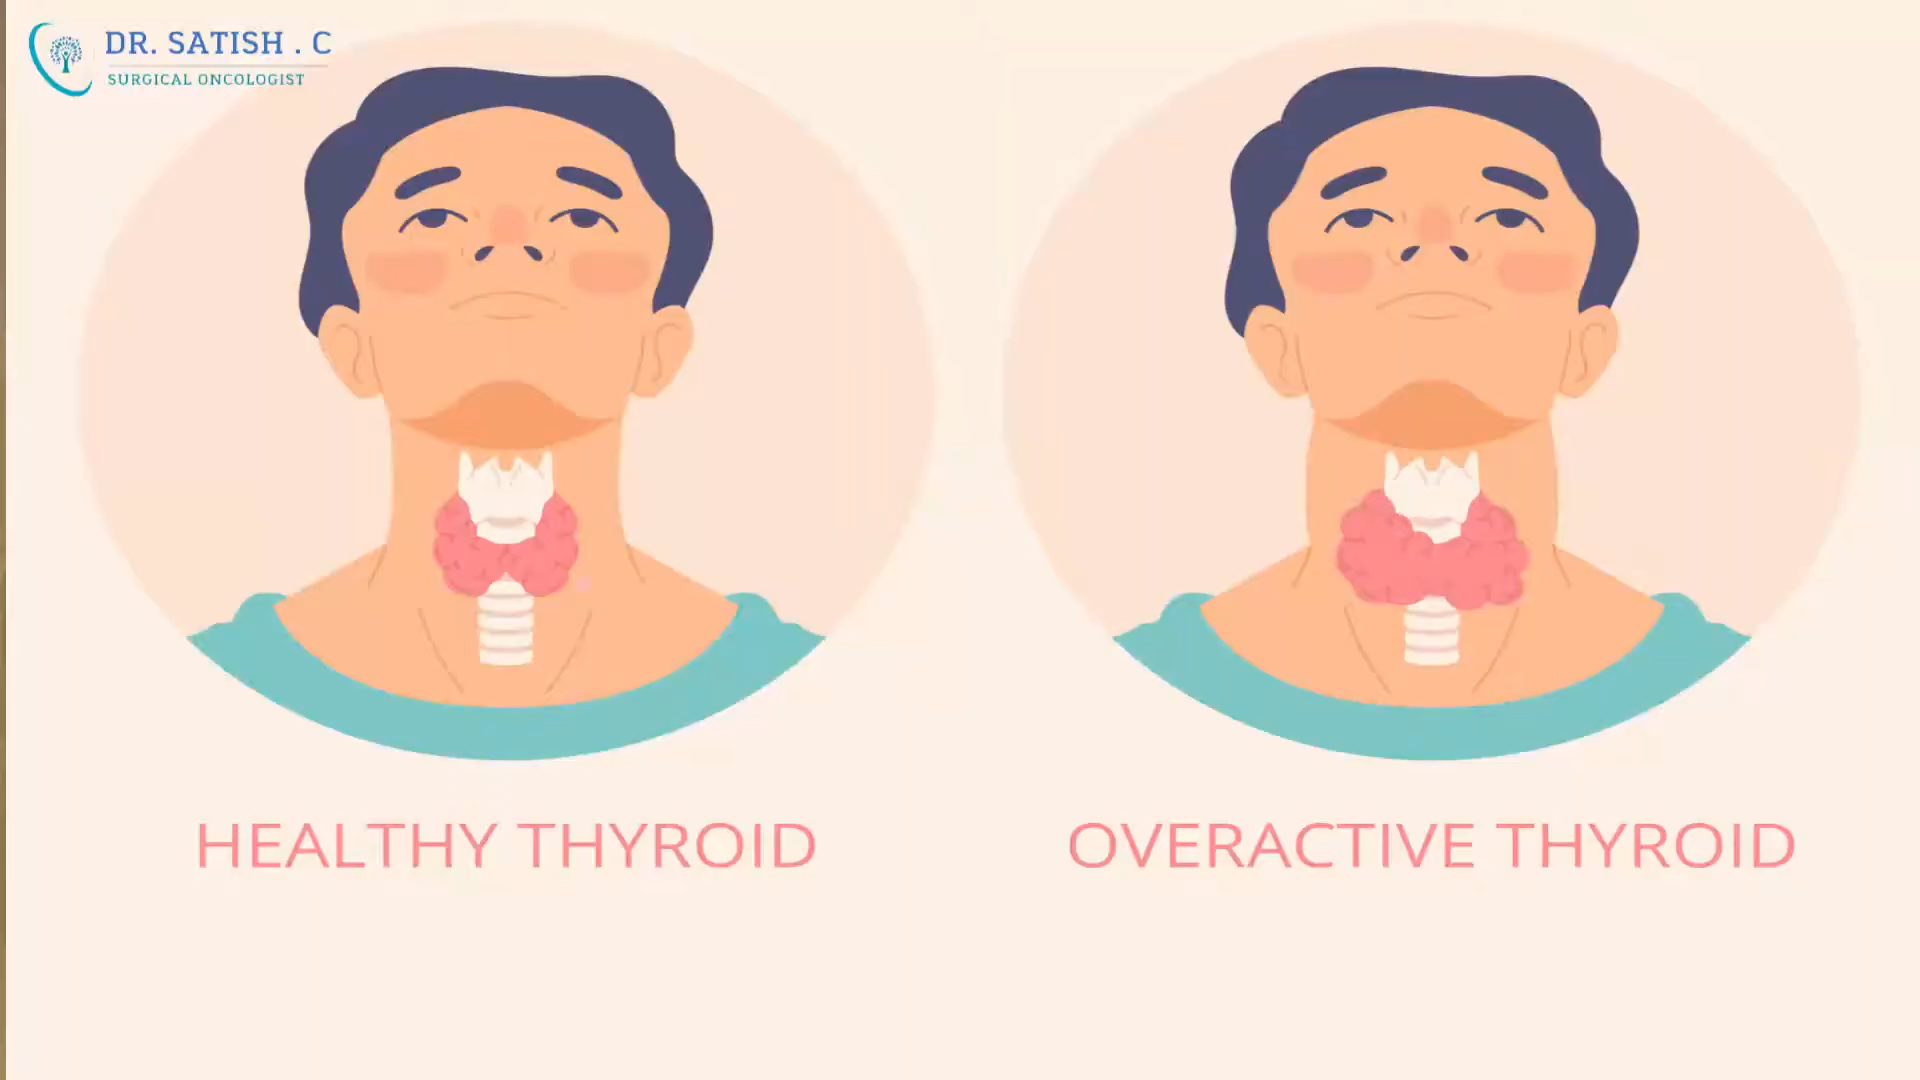 DR. SATISH . C
SURGICAL ONCOLOGIST
HEALTHY THYROID
OVERACTIVE THYROID